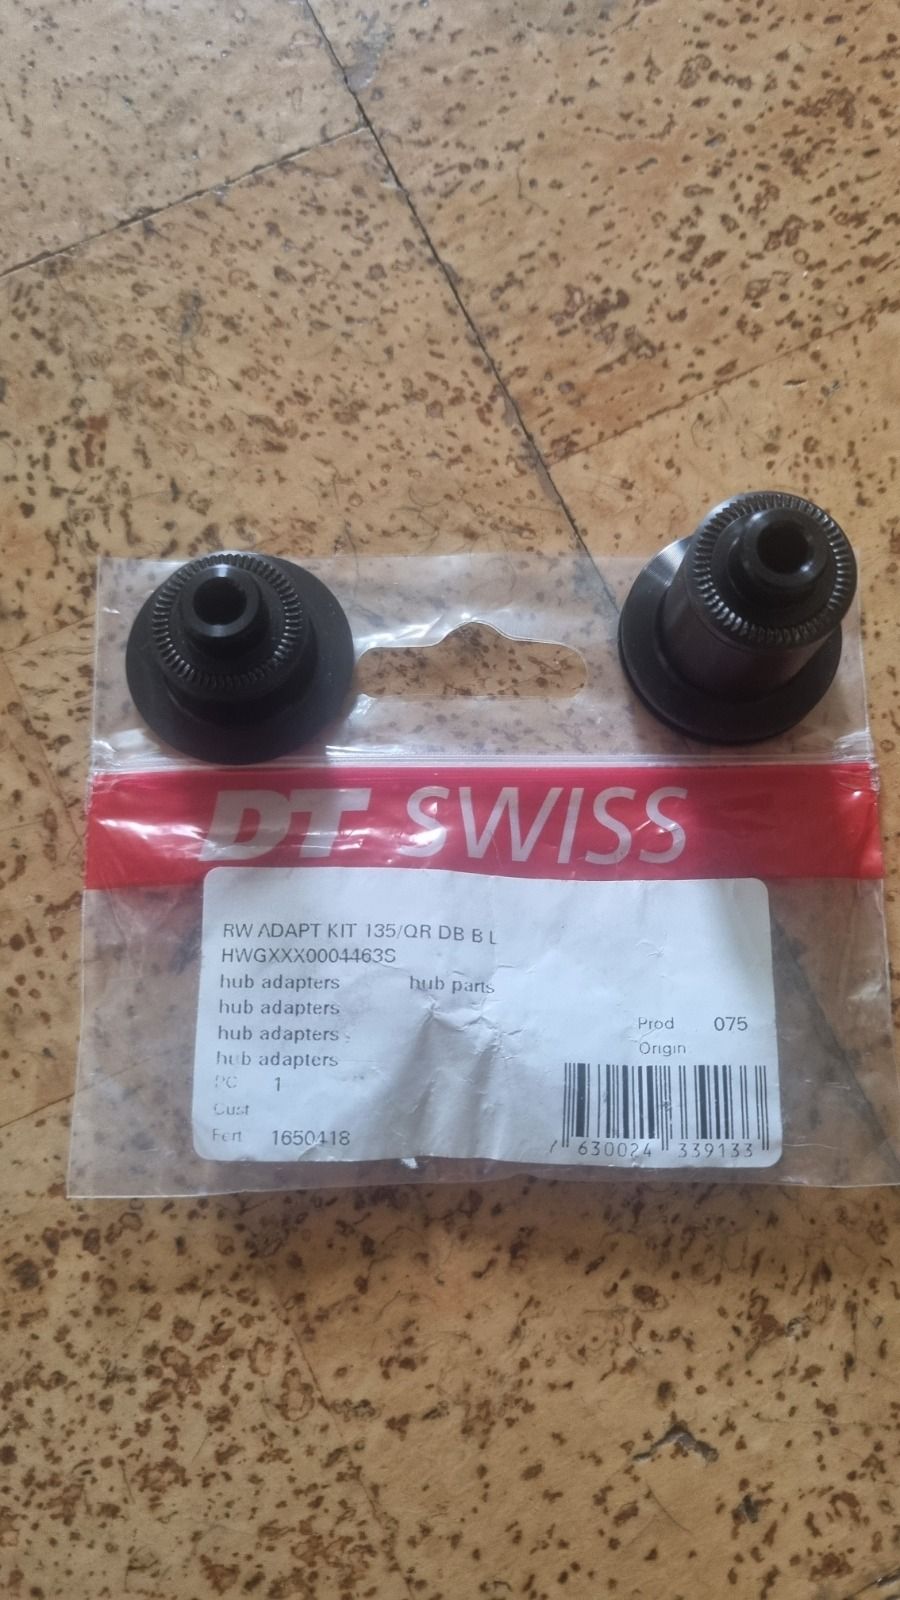 DT SWISS
RW ADAPT KIT 135/QR DB B L
HWGXXX0004463S
hub adapters hub parts
hub adapters
hub adapters
hub adapters
PC 1
Cust
Fert 1650418
Prod 075
Origin
7 630024 339133